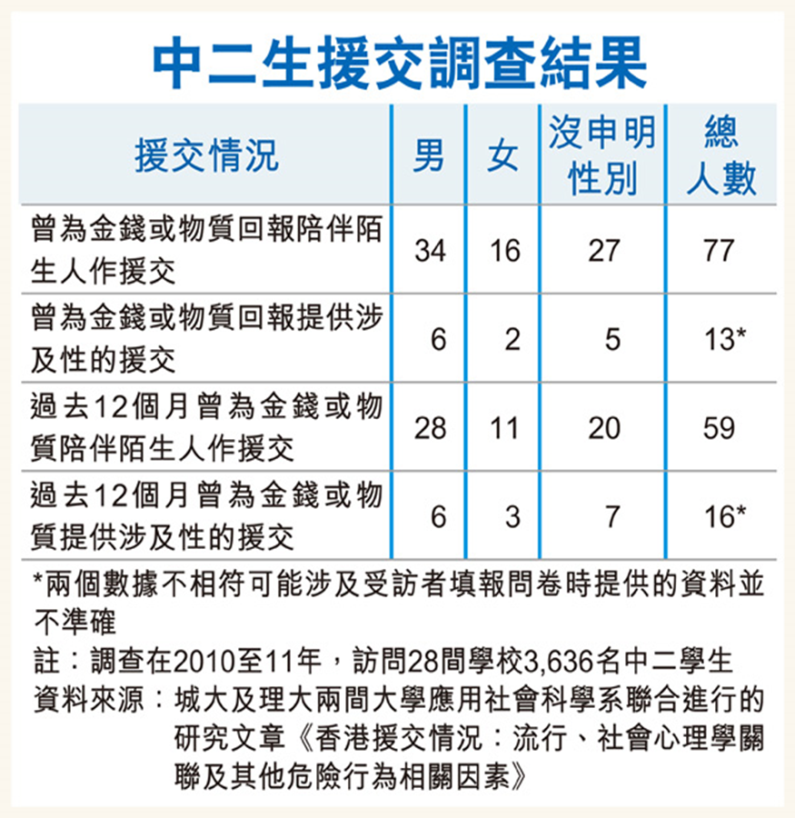 中二生援交調查結果
援交情況 男 女 沒申明性別 總人數
曾為金錢或物質回報陪伴陌
生人作援交 34 16 27 77
曾為金錢或物質回報提供涉
及性的援交 6 2 5 13*
過去12個月曾為金錢或物
質陪伴陌生人作援交 28 11 20 59
過去12個月曾為金錢或物
質提供涉及性的援交 6 3 7 16*
*兩個數據不相符可能涉及受訪者填報問卷時提供的資料並
不準確
註：調查在2010至11年，訪問28間學校3,636名中二學生
資料來源：城大及理大兩間大學應用社會科學系聯合進行的
研究文章《香港援交情況：流行、社會心理學關
聯及其他危險行為相關因素》